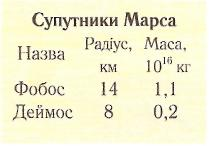 Супутники Марса
Назва Радіус, км Маса, 10¹⁶ кг
Фобос 14 1,1
Деймос 8 0,2